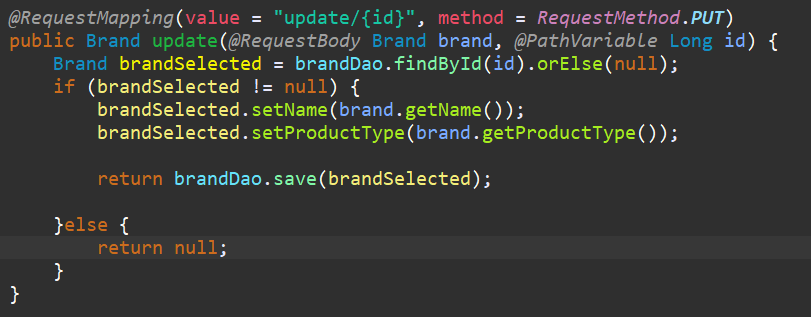 @RequestMapping(value = "update/{id}", method = RequestMethod.PUT)
public Brand update(@RequestBody Brand brand, @PathVariable Long id) {
    Brand brandSelected = brandDao.findById(id).orElse(null);
    if (brandSelected != null) {
        brandSelected.setName(brand.getName());
        brandSelected.setProductType(brand.getProductType());

        return brandDao.save(brandSelected);

    }else {
        return null;
    }
}